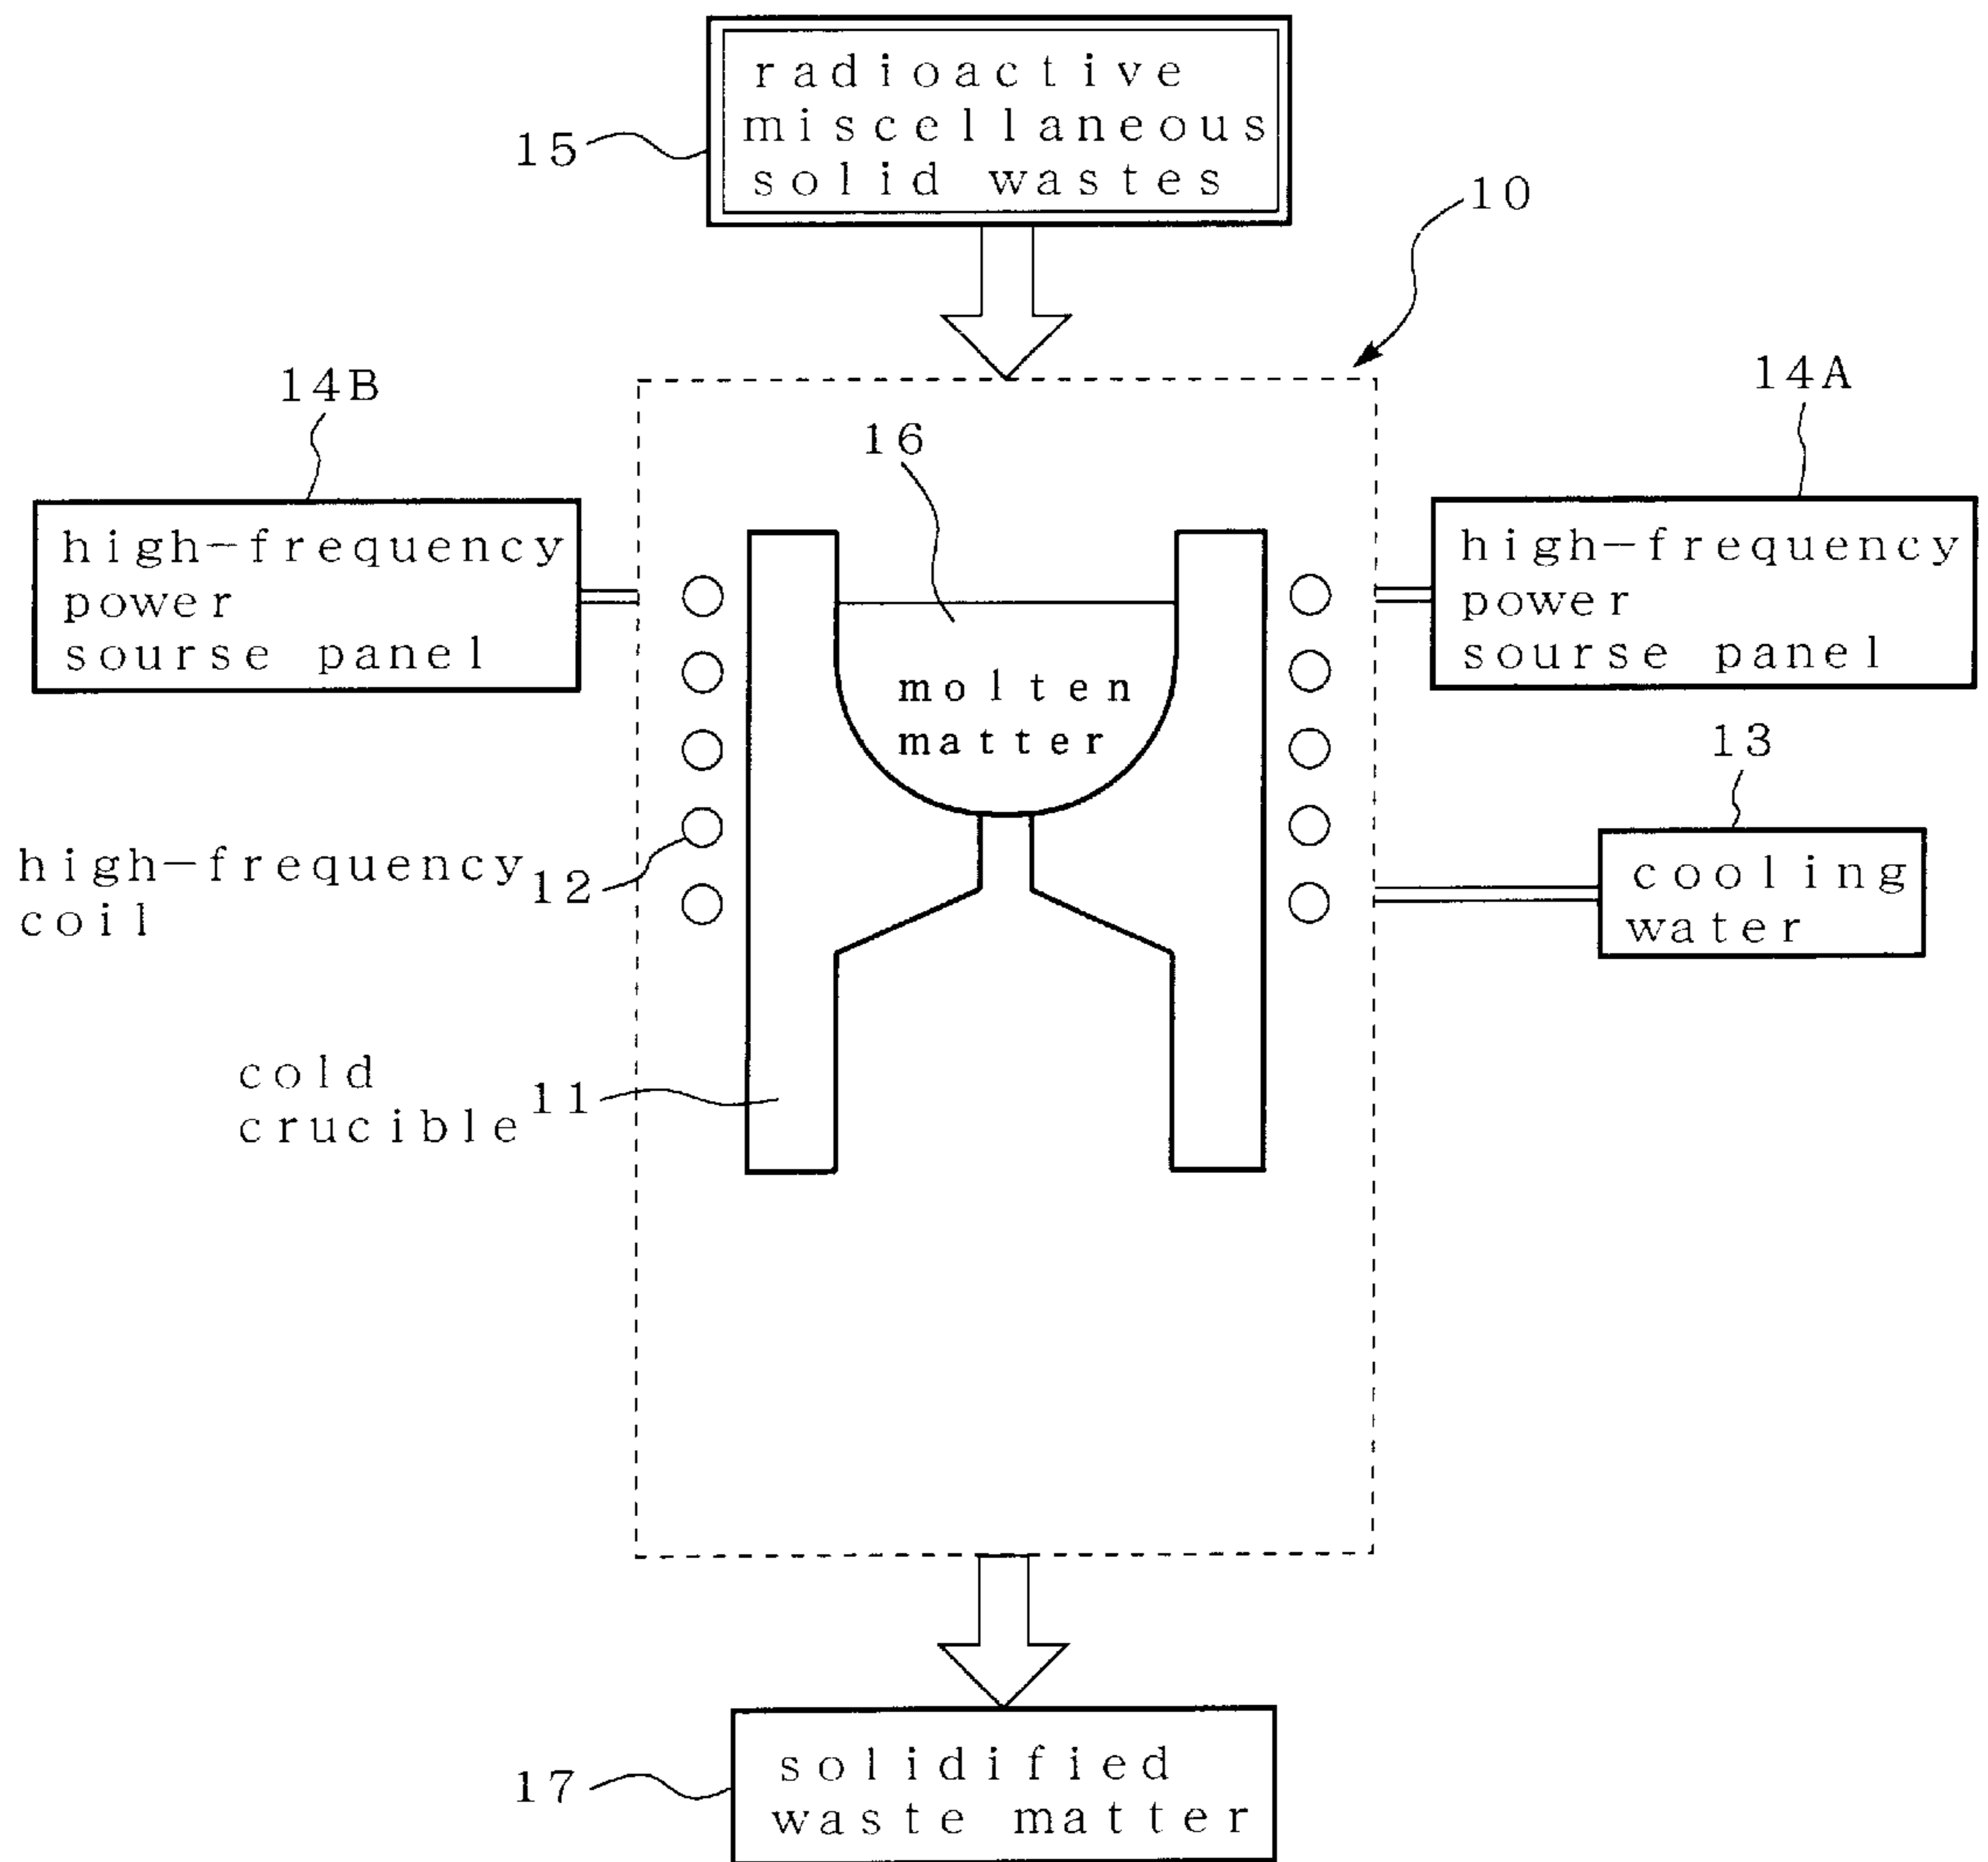 radioactive
miscellaneous
solid wastes
15
10
14B
14A
16
high-frequency
power
sourse panel
high-frequency
power
sourse panel
molten
matter
13
high-frequency
coil
12
cooling
water
cold
crucible
11
17
solidified
waste matter